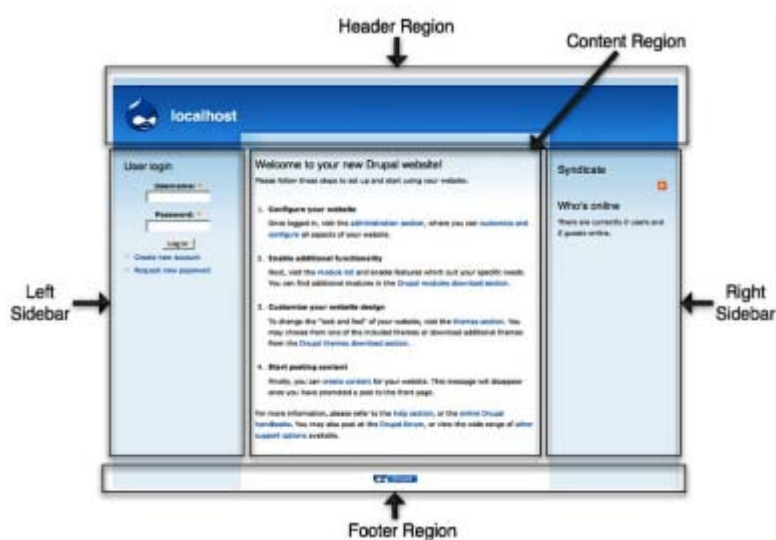 Header Region
Content Region
localhost
User login
Username: *
Password: *
Log in
Create new account
Request new password
Welcome to your new Drupal website!
Please follow these steps to set up and start using your website:
1. Configure your website
Once logged in, visit the administration section, where you can customize and
configure all aspects of your website.
2. Enable additional functionality
Next, visit the module list and enable features which suit your specific needs.
You can find additional modules in the Drupal modules download section.
3. Customize your website design
To change the "look and feel" of your website, visit the themes section. You
may choose from one of the included themes or download additional themes
from the Drupal themes download section.
4. Start posting content
Finally, you can create content for your website. This message will disappear
once you have promoted a post to the front page.
For more information, please refer to the help section, or the online Drupal
handbooks. You may also post at the Drupal forum, or view the wide range of other
support options available.
Syndicate
Who's online
There are currently 0 users and
0 guests online.
Left
Sidebar
Right
Sidebar
Footer Region